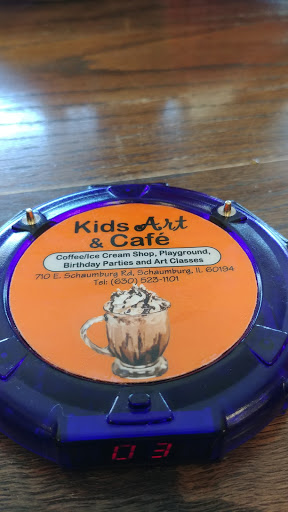 Kids Art
& Café
Coffee/Ice Cream Shop, Playground,
Birthday Parties and Art Classes
710 E. Schaumburg Rd, Schaumburg, IL 60194
Tel: (630) 523-1101
03